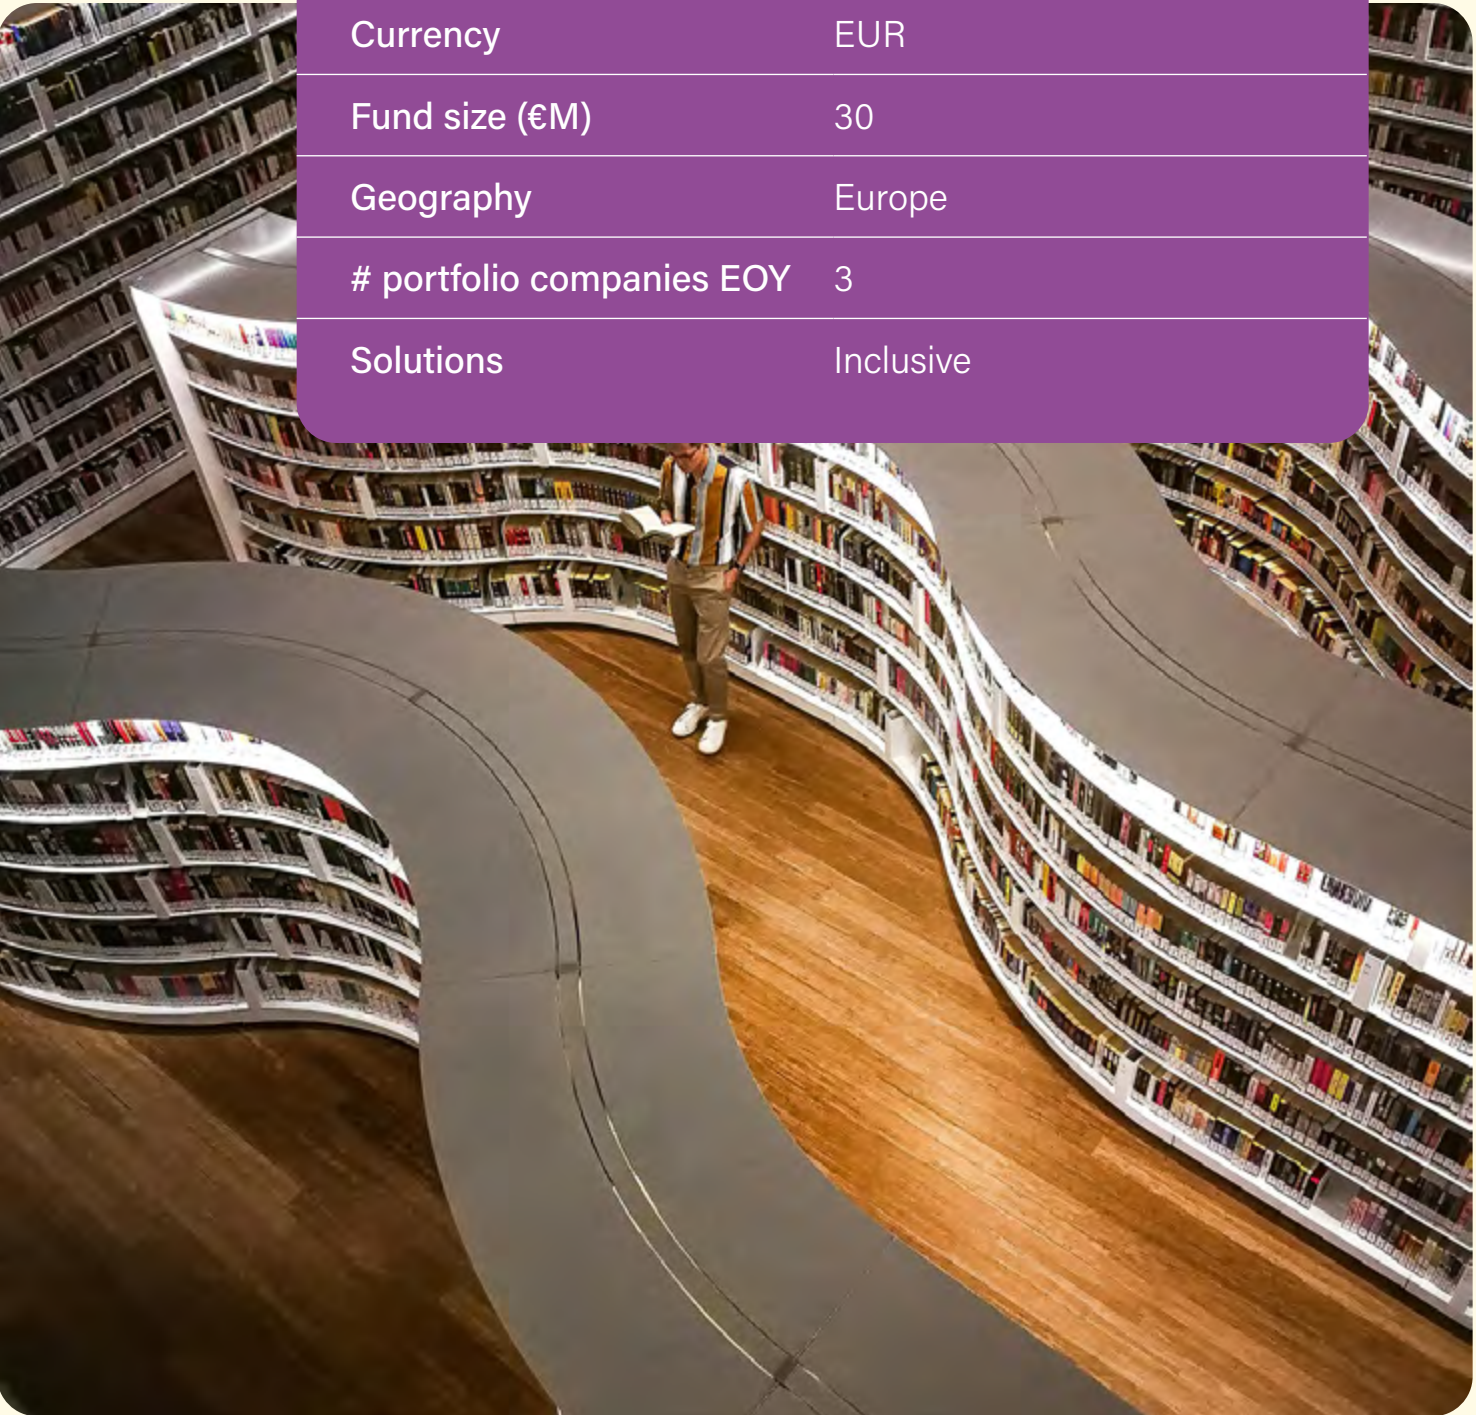 Currency EUR
Fund size (€M) 30
Geography Europe
# portfolio companies EOY 3
Solutions Inclusive